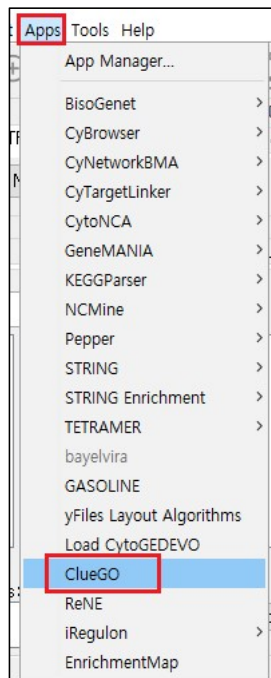 Apps Tools Help
App Manager...
BisoGenet
CyBrowser
CyNetworkBMA
CyTargetLinker
CytoNCA
GeneMANIA
KEGGParser
NCMine
Pepper
STRING
STRING Enrichment
TETRAMER
bayelvira
GASOLINE
yFiles Layout Algorithms
Load CytoGEDEVO
ClueGO
ReNE
iRegulon
EnrichmentMap